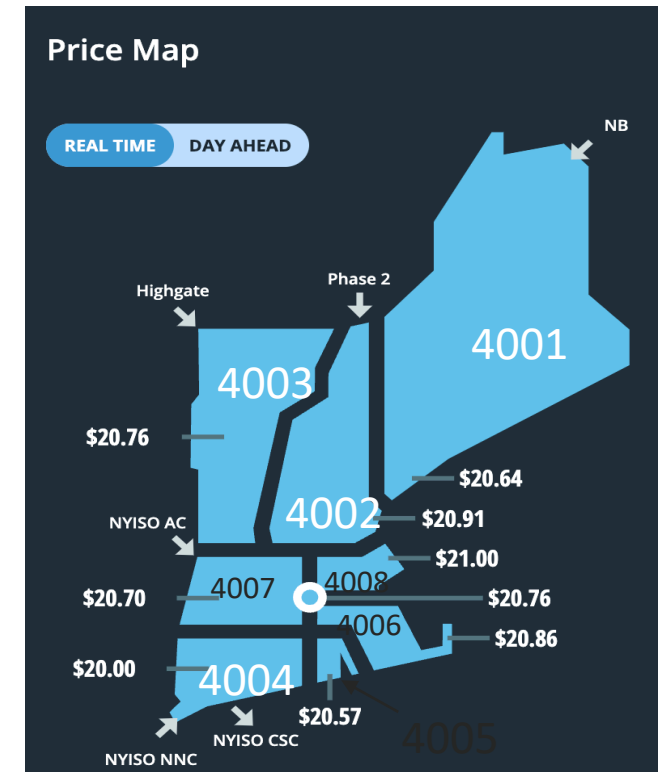 Price Map
REAL TIME DAY AHEAD
NB
Phase 2
Highgate
4001
4003
$20.76
$20.64
4002
$20.91
NYISO AC
$21.00
4007
4008
$20.70
$20.76
4006
$20.86
$20.00
4004
$20.57
NYISO CSC
4005
NYISO NNC